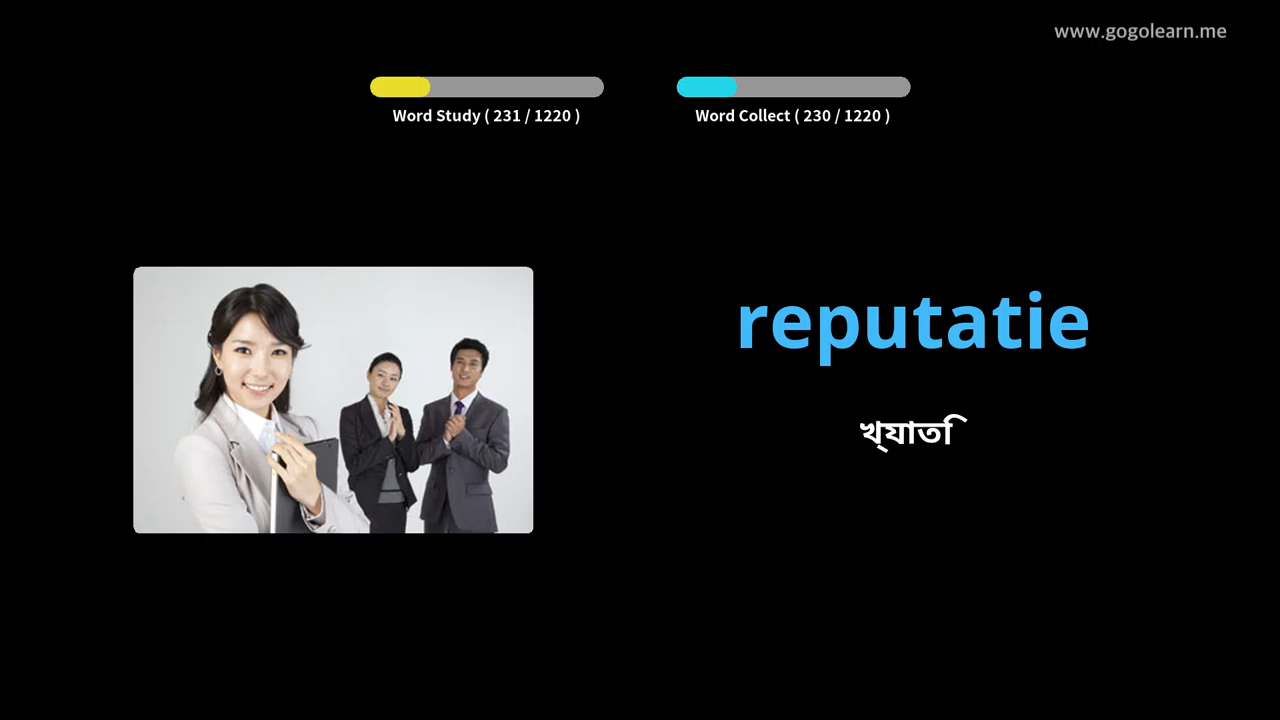 www.gogolearn.me
Word Study ( 231 / 1220 )
Word Collect ( 230 / 1220 )
reputatie
খ্যাতি